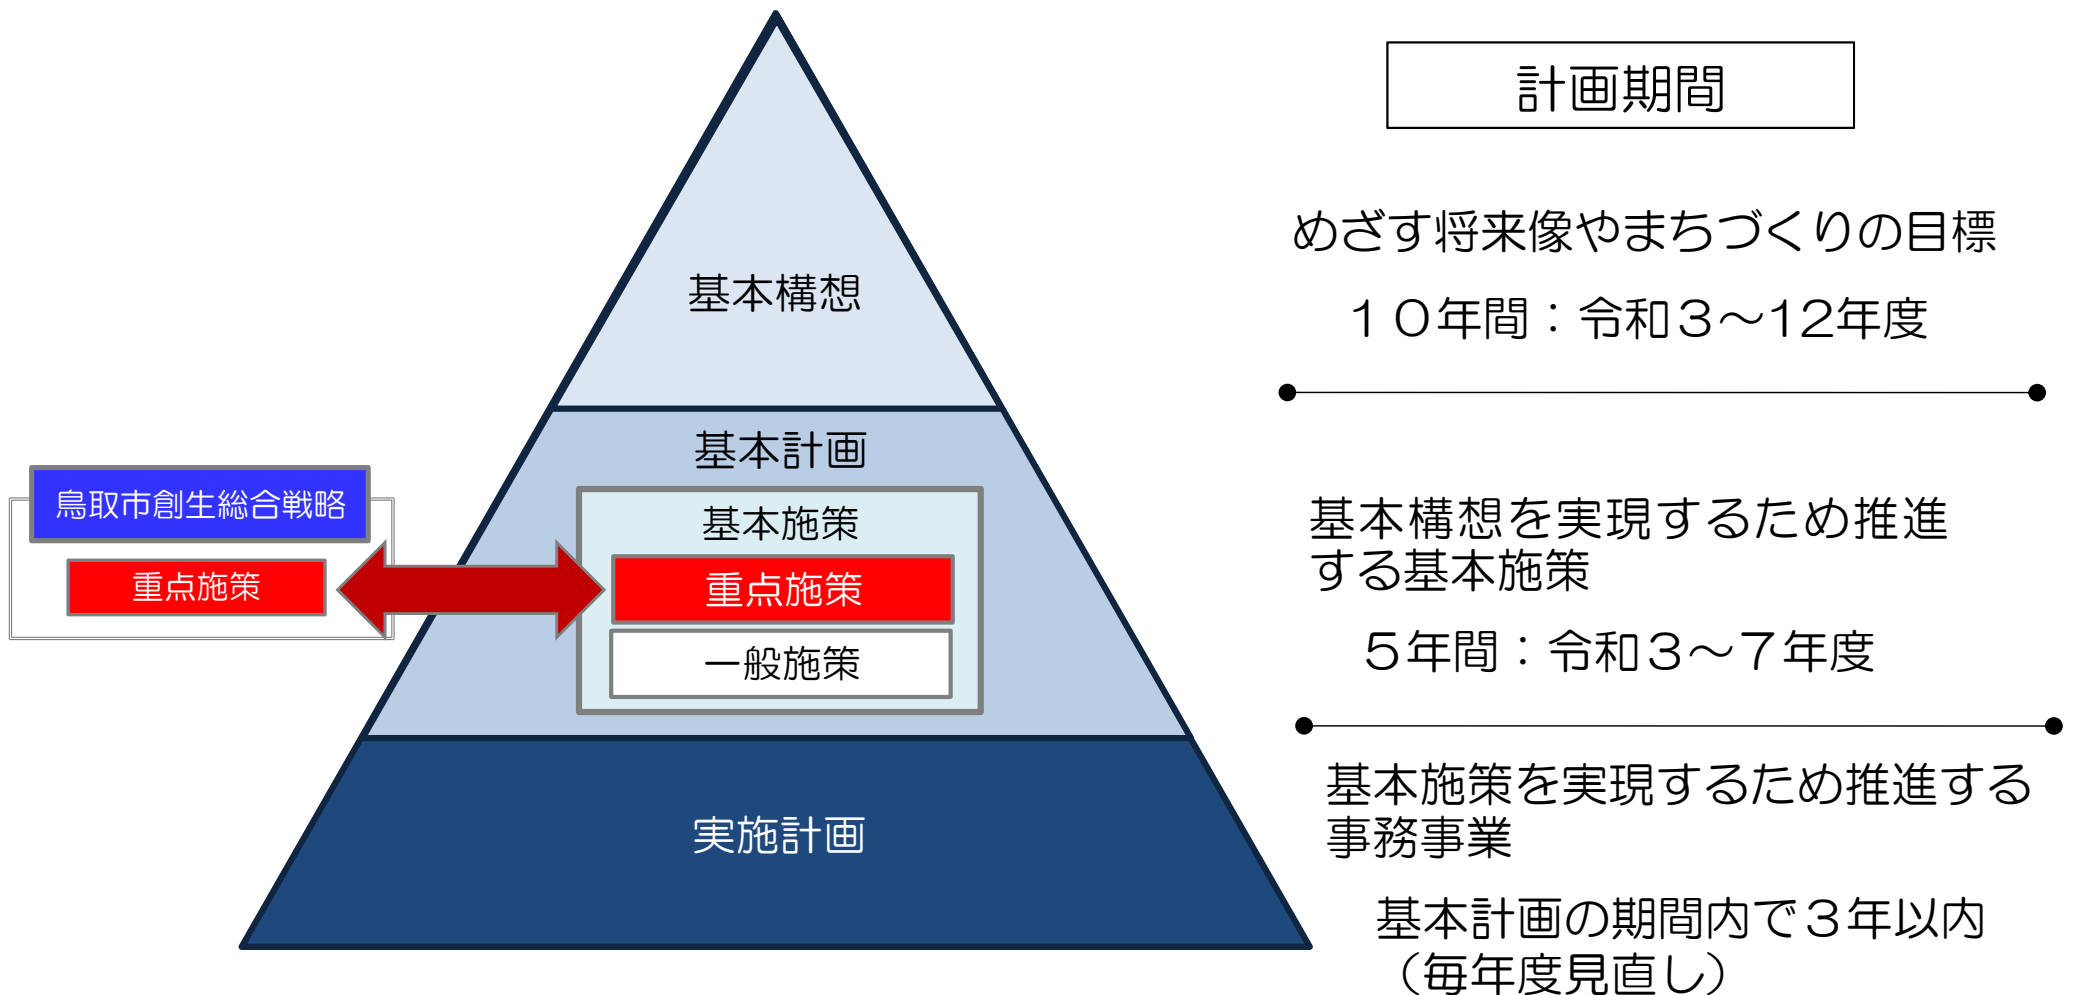 計画期間
めざす将来像やまちづくりの目標
基本構想
１０年間：令和３～12年度
基本計画
鳥取市創生総合戦略
基本施策
基本構想を実現するため推進
する基本施策
重点施策
重点施策
一般施策
５年間：令和３～７年度
基本施策を実現するため推進する
事務事業
実施計画
基本計画の期間内で３年以内
（毎年度見直し）